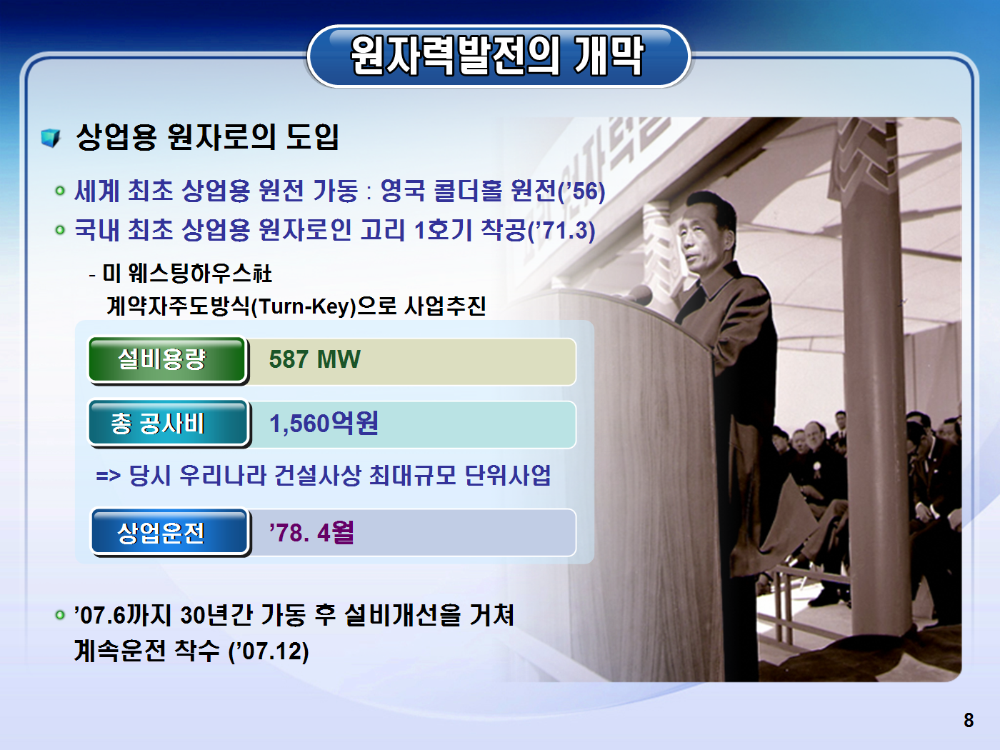 원자력발전의 개막
상업용 원자로의 도입
세계 최초 상업용 원전 가동 : 영국 콜더홀 원전(’56)
국내 최초 상업용 원자로인 고리 1호기 착공(’71.3)
- 미 웨스팅하우스社
계약자주도방식(Turn-Key)으로 사업추진
설비용량 587 MW
총 공사비 1,560억원
=> 당시 우리나라 건설사상 최대규모 단위사업
상업운전 ’78. 4월
’07.6까지 30년간 가동 후 설비개선을 거쳐
계속운전 착수 (’07.12)
8